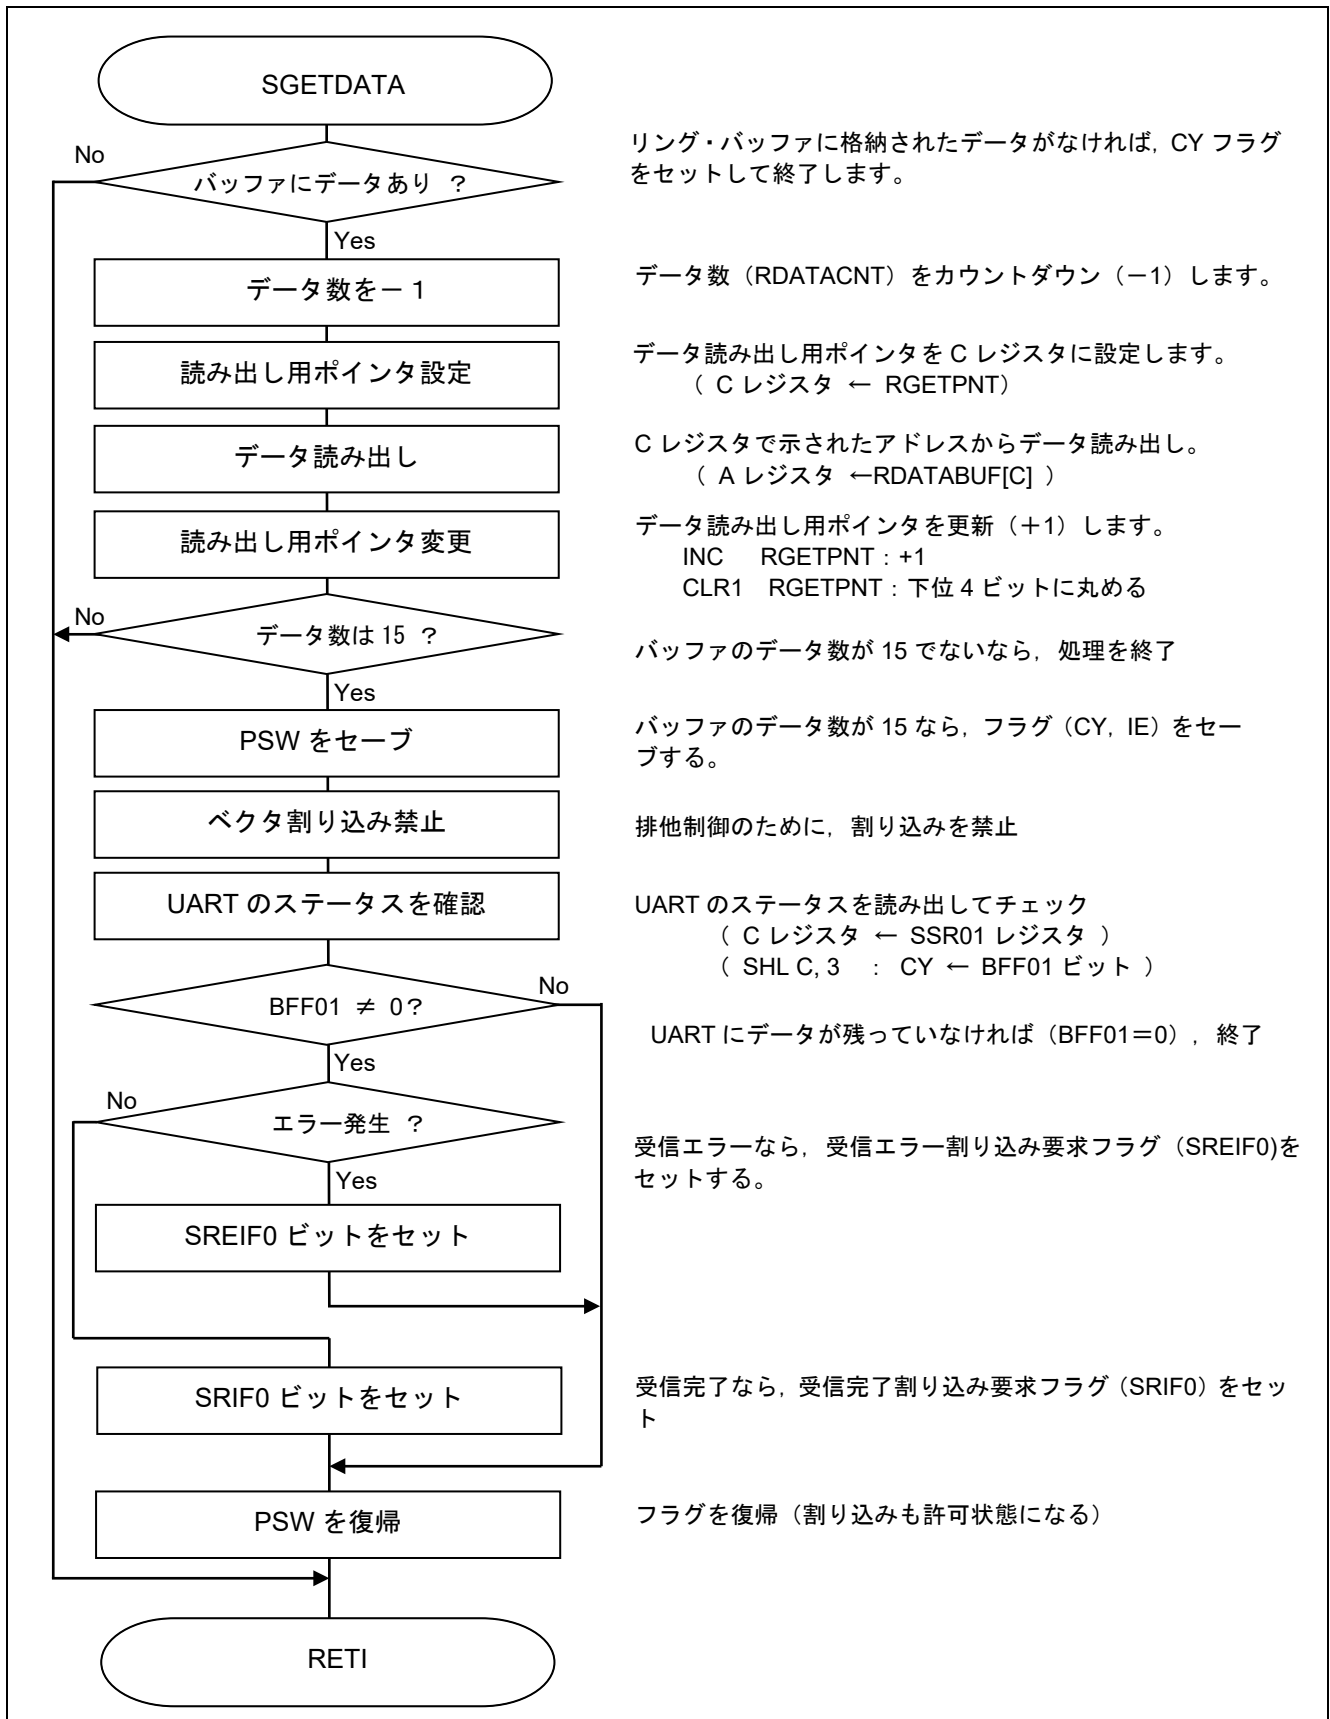 SGETDATA
No
バッファにデータあり ?
Yes
リング・バッファに格納されたデータがなければ, CY フラグ
をセットして終了します。
データ数を－１
データ数（RDATACNT）をカウントダウン（－1）します。
読み出し用ポインタ設定
データ読み出し用ポインタを C レジスタに設定します。
（ C レジスタ ← RGETPNT）
データ読み出し
C レジスタで示されたアドレスからデータ読み出し。
（ A レジスタ ←RDATABUF[C] ）
読み出し用ポインタ変更
データ読み出し用ポインタを更新（＋1）します。
INC RGETPNT：+1
CLR1 RGETPNT：下位 4 ビットに丸める
No
データ数は 15 ?
Yes
バッファのデータ数が 15 でないなら, 処理を終了
PSW をセーブ
バッファのデータ数が 15 なら, フラグ（CY, IE）をセー
ブする。
ベクタ割り込み禁止
排他制御のために, 割り込みを禁止
UART のステータスを確認
UART のステータスを読み出してチェック
（ C レジスタ ← SSR01 レジスタ ）
（ SHL C, 3 : CY ← BFF01 ビット ）
No
BFF01 ≠ 0?
Yes
UART にデータが残っていなければ（BFF01＝0）, 終了
No
エラー発生 ?
Yes
受信エラーなら, 受信エラー割り込み要求フラグ（SREIF0)を
セットする。
SREIF0 ビットをセット
SRIF0 ビットをセット
受信完了なら, 受信完了割り込み要求フラグ（SRIF0）をセッ
ト
PSW を復帰
フラグを復帰（割り込みも許可状態になる）
RETI